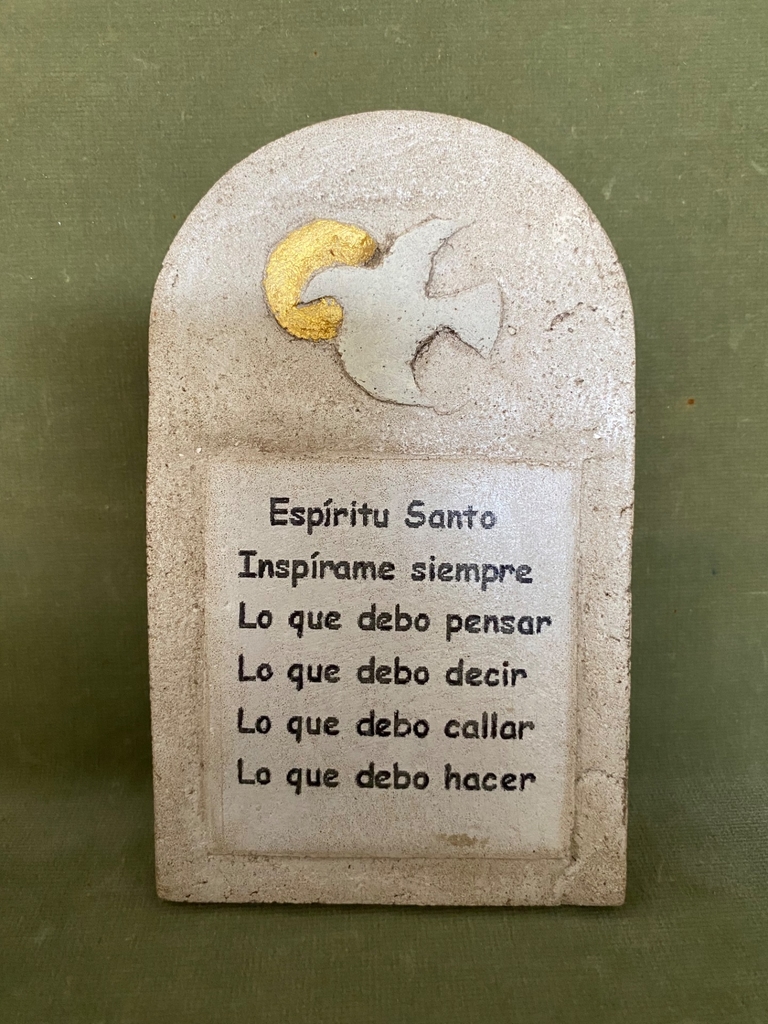 Espíritu Santo
Inspírame siempre
Lo que debo pensar
Lo que debo decir
Lo que debo callar
Lo que debo hacer